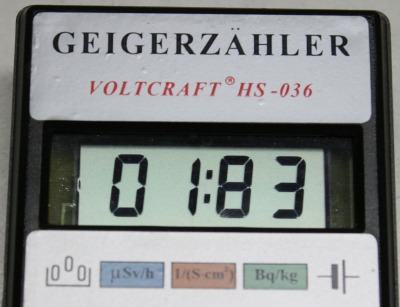 GEIGERZÄHLER
VOLTCRAFT® HS-036
01:83
µSv/h 1/(S·cm²) Bq/kg